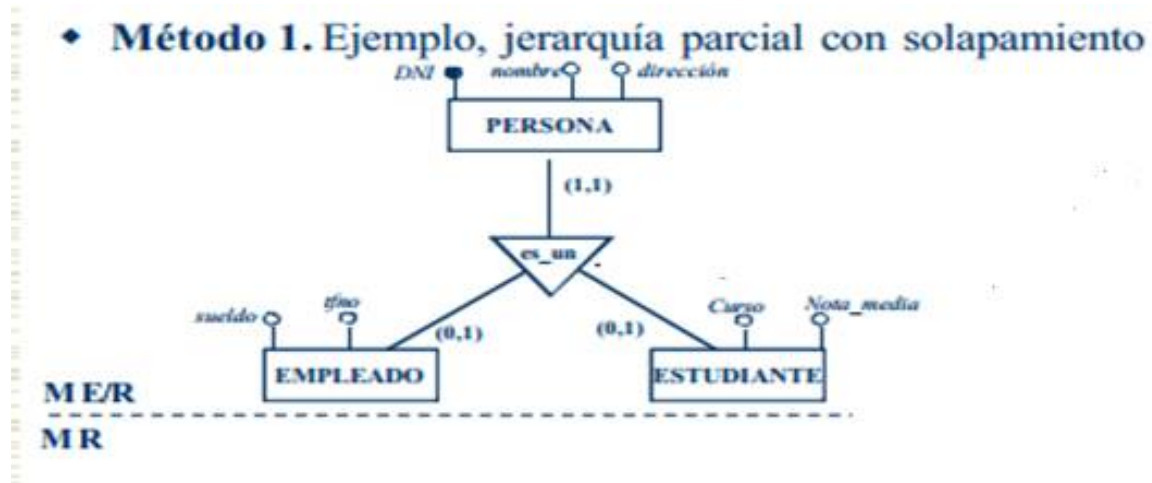 Método 1. Ejemplo, jerarquía parcial con solapamiento
DNI nombre dirección
PERSONA
(1,1)
es_un
sueldo tfno Curso Nota_media
(0,1) (0,1)
EMPLEADO ESTUDIANTE
M E/R
M R